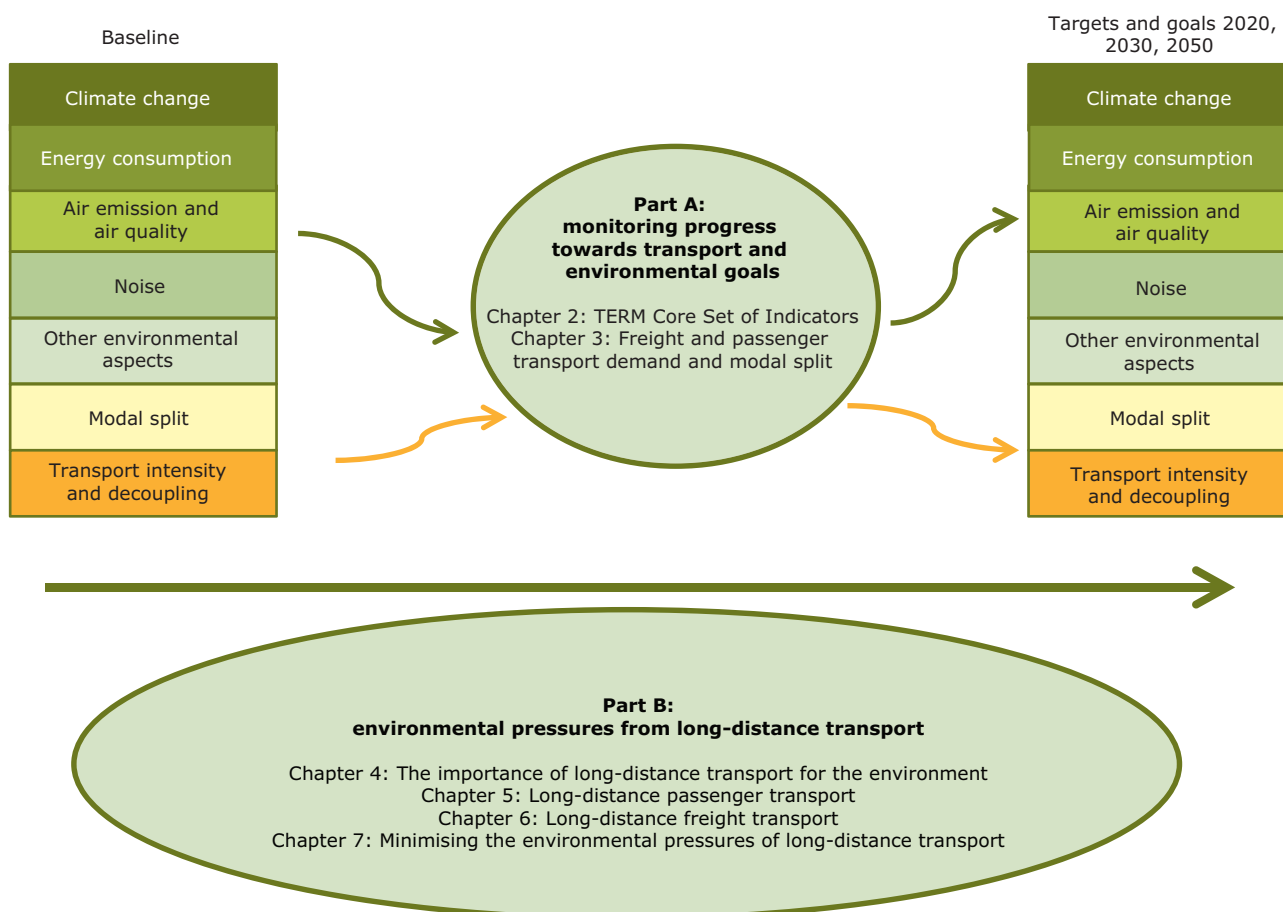 Baseline
Climate change
Energy consumption
Air emission and
air quality
Noise
Other environmental
aspects
Modal split
Transport intensity
and decoupling
Part A:
monitoring progress
towards transport and
environmental goals
Chapter 2: TERM Core Set of Indicators
Chapter 3: Freight and passenger
transport demand and modal split
Targets and goals 2020,
2030, 2050
Climate change
Energy consumption
Air emission and
air quality
Noise
Other environmental
aspects
Modal split
Transport intensity
and decoupling
Part B:
environmental pressures from long-distance transport
Chapter 4: The importance of long-distance transport for the environment
Chapter 5: Long-distance passenger transport
Chapter 6: Long-distance freight transport
Chapter 7: Minimising the environmental pressures of long-distance transport